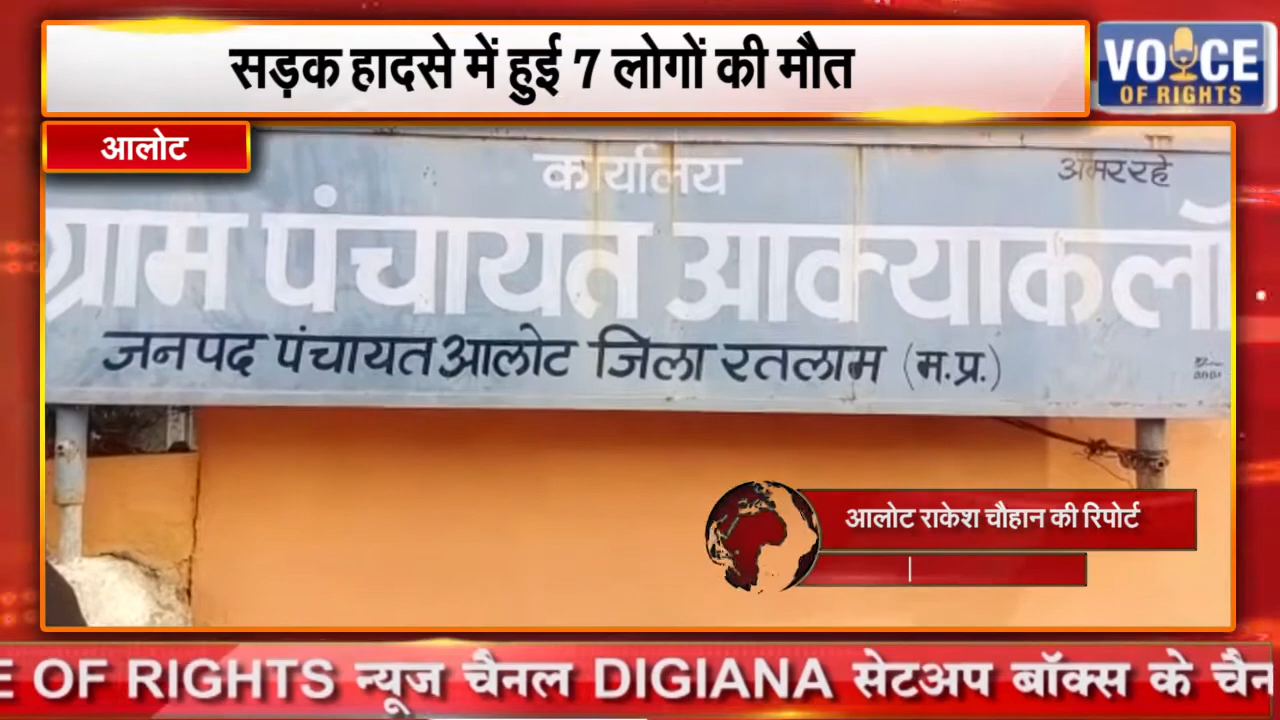 सड़क हादसे में हुई 7 लोगों की मौत
VOICE
OF RIGHTS
आलोट
कार्यालय
अमर रहे
ग्राम पंचायत आक्याकलॉ
जनपद पंचायत आलोट जिला रतलाम (म.प्र.)
आलोट राकेश चौहान की रिपोर्ट
OF RIGHTS न्यूज चैनल DIGIANA सेटअप बॉक्स के